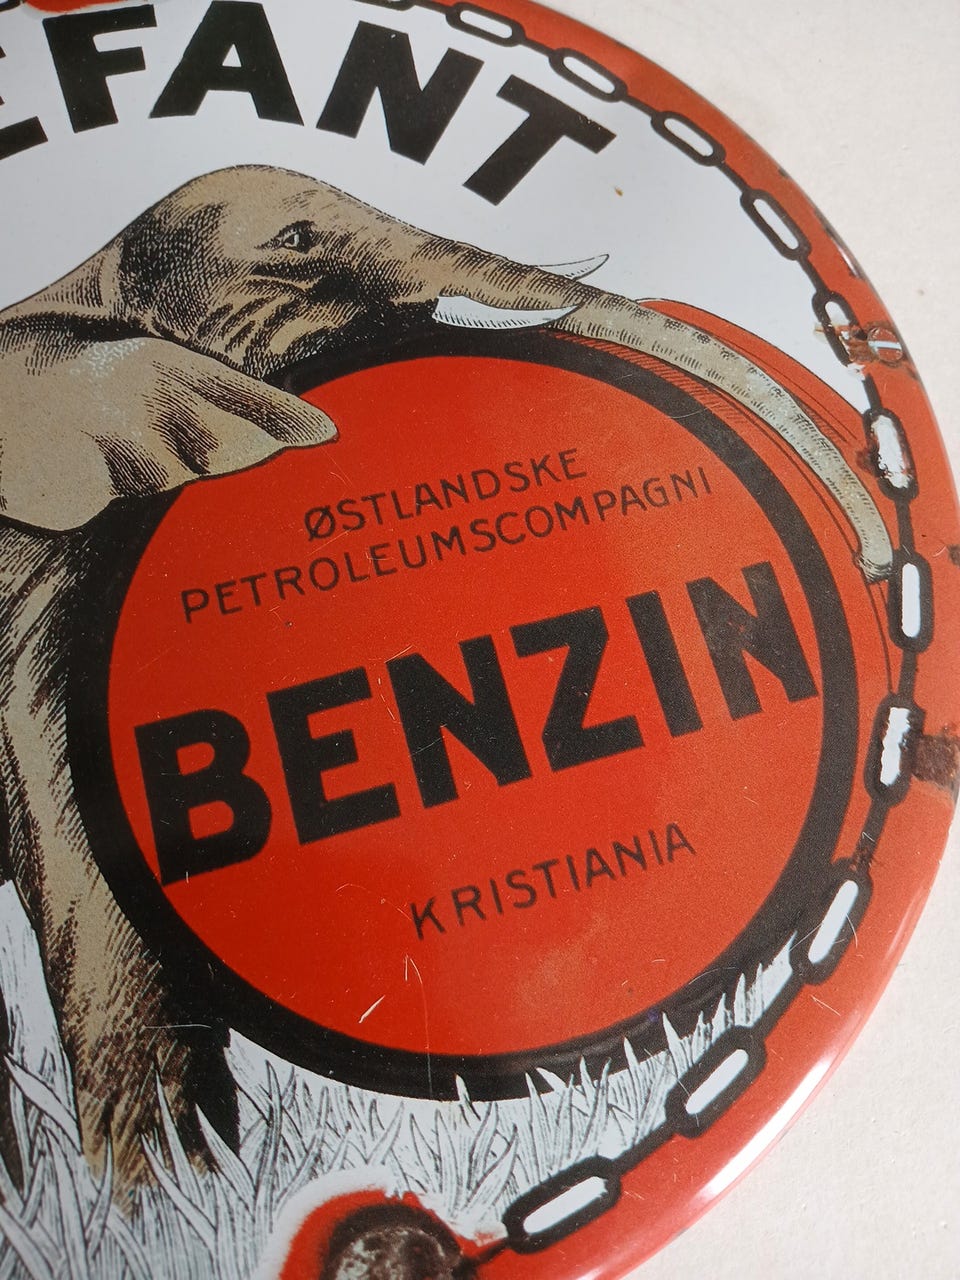 EFANT
ØSTLANDSKE
PETROLEUMSCOMPAGNI
BENZIN
KRISTIANIA